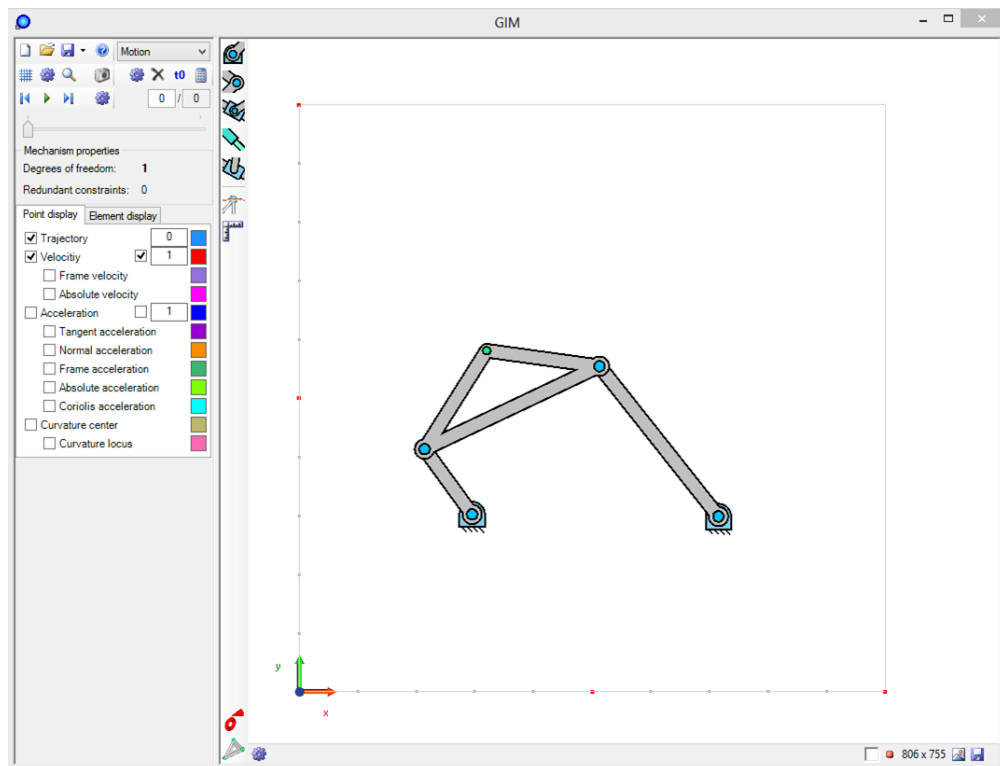 GIM
Motion
t0
0 / 0
Mechanism properties
Degrees of freedom: 1
Redundant constraints: 0
Point display Element display
Trajectory 0
Velocitiy 1
Frame velocity
Absolute velocity
Acceleration 1
Tangent acceleration
Normal acceleration
Frame acceleration
Absolute acceleration
Coriolis acceleration
Curvature center
Curvature locus
y
x
806 x 755